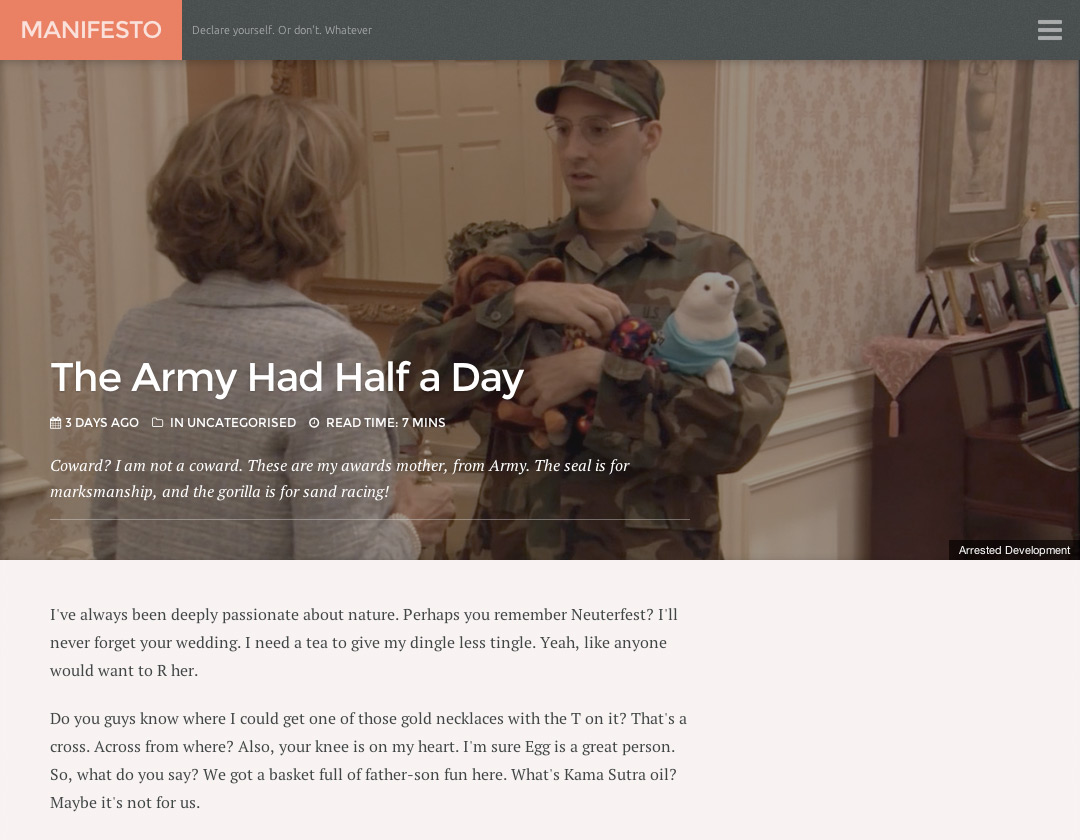 MANIFESTO
Declare yourself. Or don't. Whatever
U.S.
The Army Had Half a Day
3 DAYS AGO IN UNCATEGORISED READ TIME: 7 MINS
Coward? I am not a coward. These are my awards mother, from Army. The seal is for
marksmanship, and the gorilla is for sand racing!
Arrested Development
I've always been deeply passionate about nature. Perhaps you remember Neuterfest? I'll
never forget your wedding. I need a tea to give my dingle less tingle. Yeah, like anyone
would want to R her.
Do you guys know where I could get one of those gold necklaces with the T on it? That's a
cross. Across from where? Also, your knee is on my heart. I'm sure Egg is a great person.
So, what do you say? We got a basket full of father-son fun here. What's Kama Sutra oil?
Maybe it's not for us.